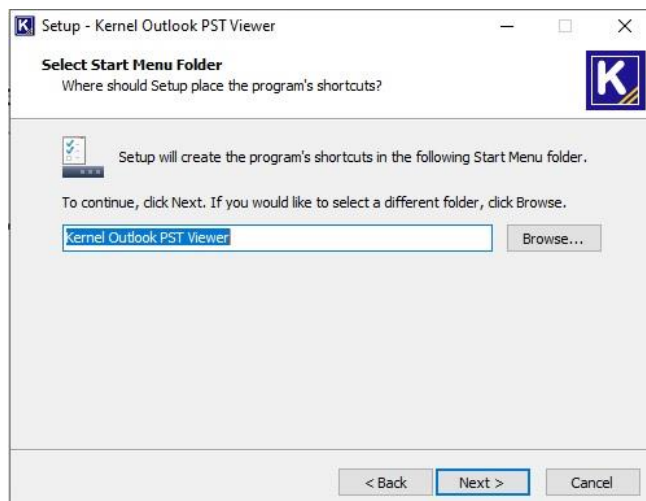 Setup - Kernel Outlook PST Viewer
Select Start Menu Folder
Where should Setup place the program's shortcuts?
K
Setup will create the program's shortcuts in the following Start Menu folder.
To continue, click Next. If you would like to select a different folder, click Browse.
Kernel Outlook PST Viewer
Browse...
< Back
Next >
Cancel